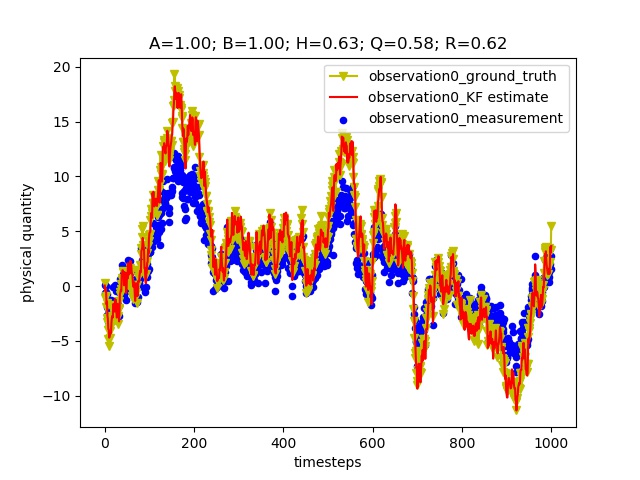 A=1.00; B=1.00; H=0.63; Q=0.58; R=0.62
observation0_ground_truth
observation0_KF estimate
observation0_measurement
physical quantity
20
15
10
5
0
−5
−10
0 200 400 600 800 1000
timesteps